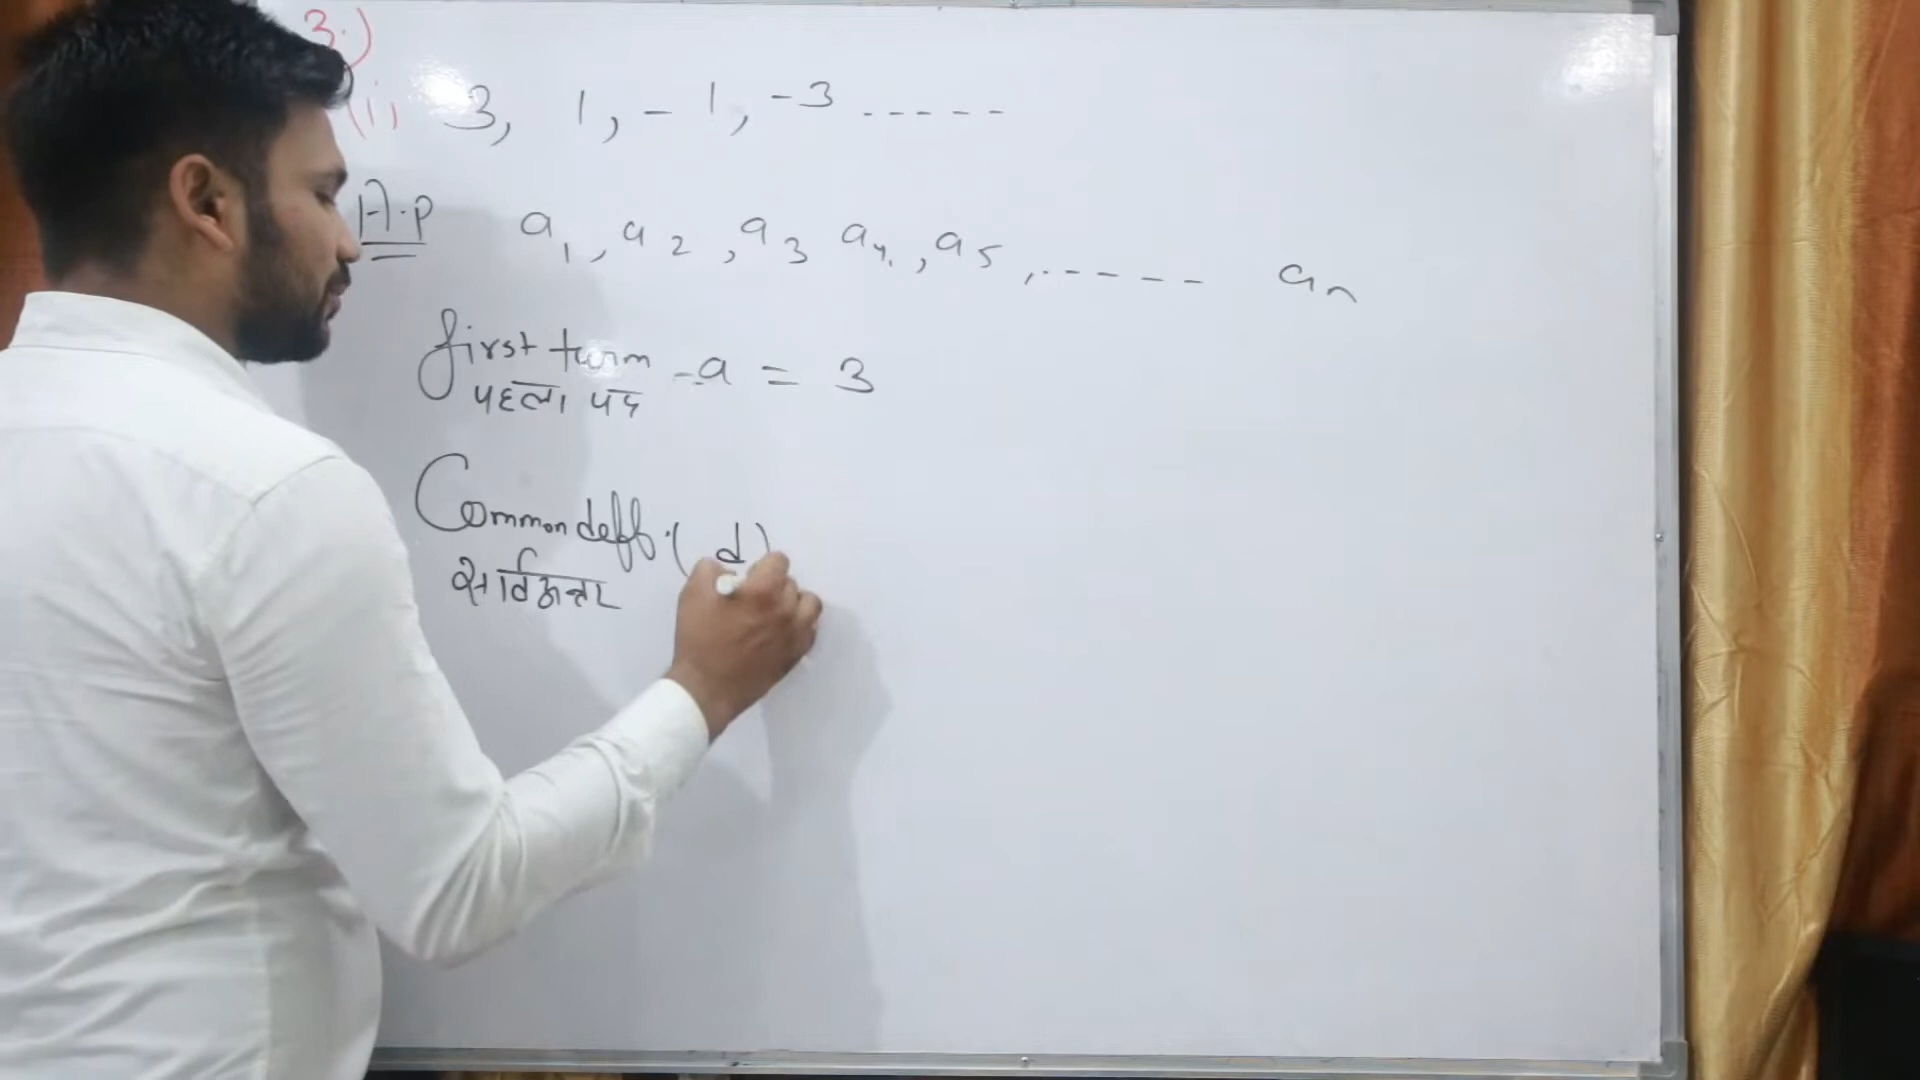 3.)
(i) 3, 1, - 1, -3 -----
A.P a1, a2, a3 a4, a5, ----- an
first term - a = 3
पहला पद
Common deff. ( d )
सार्वअन्तर